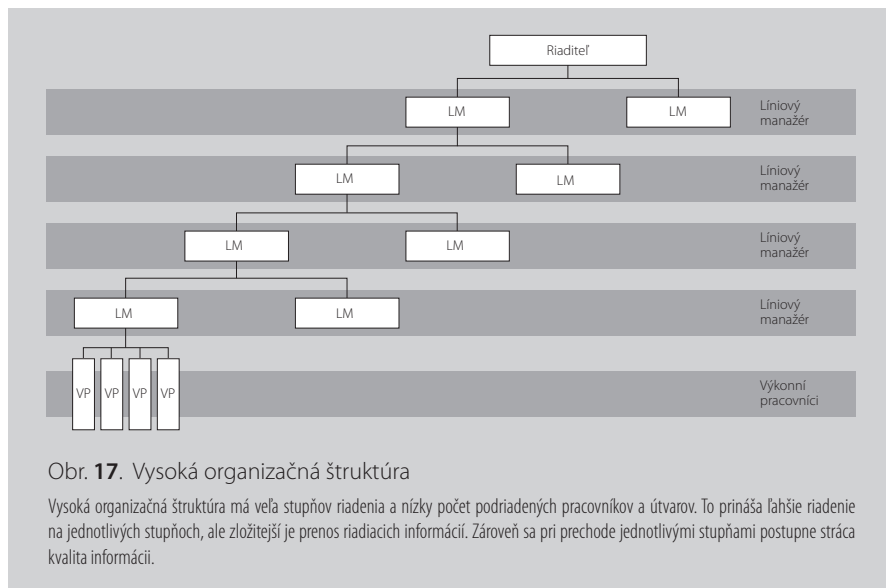 Riaditeľ
LM
LM
Líniový
manažér
LM
LM
Líniový
manažér
LM
LM
Líniový
manažér
LM
LM
Líniový
manažér
VP
VP
VP
VP
Výkonní
pracovníci
Obr. 17. Vysoká organizačná štruktúra
Vysoká organizačná štruktúra má veľa stupňov riadenia a nízky počet podriadených pracovníkov a útvarov. To prináša ľahšie riadenie
na jednotlivých stupňoch, ale zložitejší je prenos riadiacich informácií. Zároveň sa pri prechode jednotlivými stupňami postupne stráca
kvalita informácii.